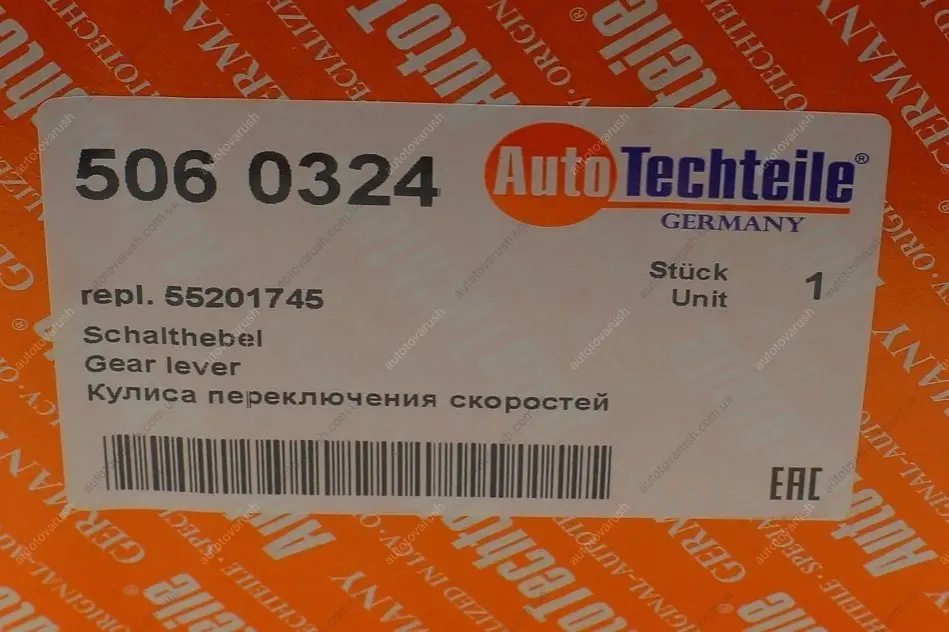 506 0324
AutoTechteile®
GERMANY
Stück 1
Unit
repl. 55201745
Schalthebel
Gear lever
Кулиса переключения скоростей
EAC